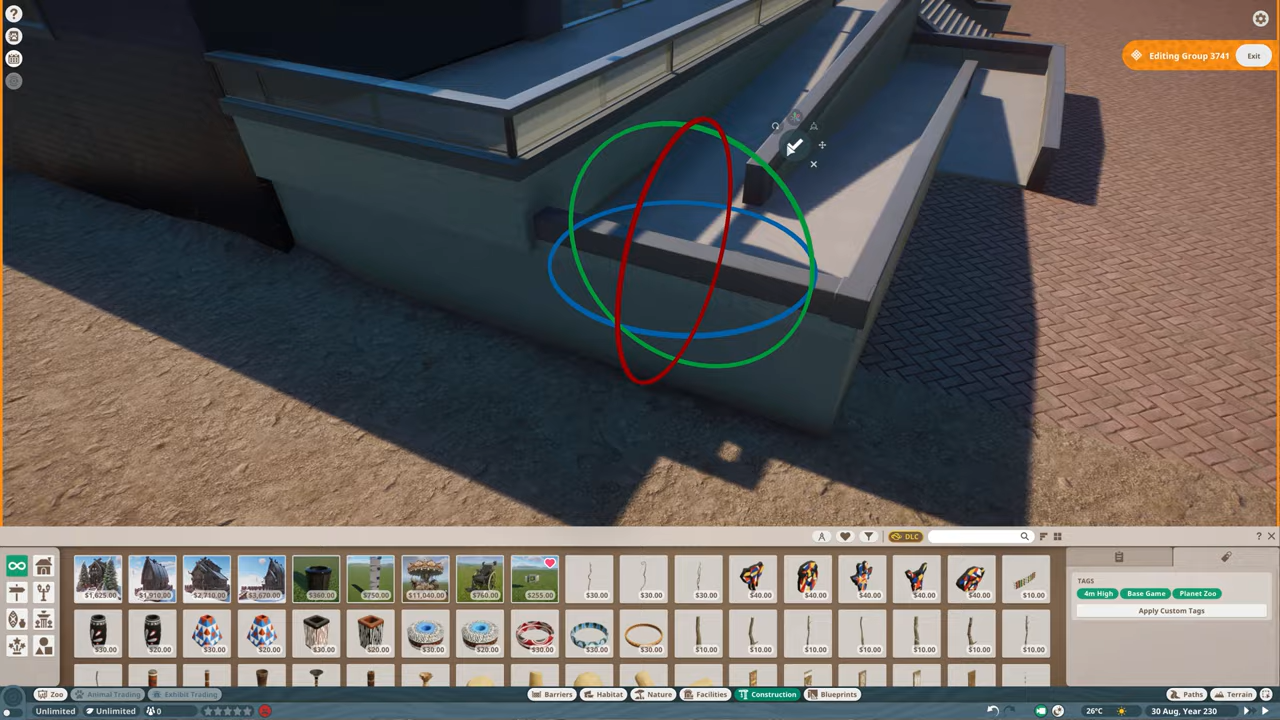 ?
Editing Group 3741 Exit
DLC
? ×
$1,625.00 $1,910.00 $2,710.00 $3,670.00 $360.00 $750.00 $11,040.00 $760.00 $255.00 $30.00 $30.00 $30.00 $40.00 $40.00 $40.00 $40.00 $40.00 $10.00
TAGS
4m High Base Game Planet Zoo
Apply Custom Tags
$30.00 $20.00 $30.00 $20.00 $30.00 $20.00 $30.00 $20.00 $30.00 $30.00 $30.00 $10.00 $10.00 $10.00 $10.00 $10.00 $10.00 $10.00
Zoo Animal Trading Exhibit Trading Barriers Habitat Nature Facilities Construction Blueprints Paths Terrain
Unlimited Unlimited 0 26°C 30 Aug, Year 230